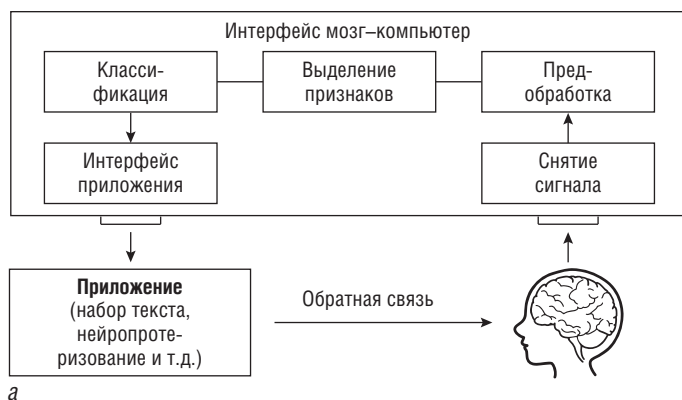 Интерфейс мозг–компьютер
Класси-
фикация
Выделение
признаков
Пред-
обработка
Интерфейс
приложения
Снятие
сигнала
Приложение
(набор текста,
нейропроте-
зирование и т.д.)
Обратная связь
а